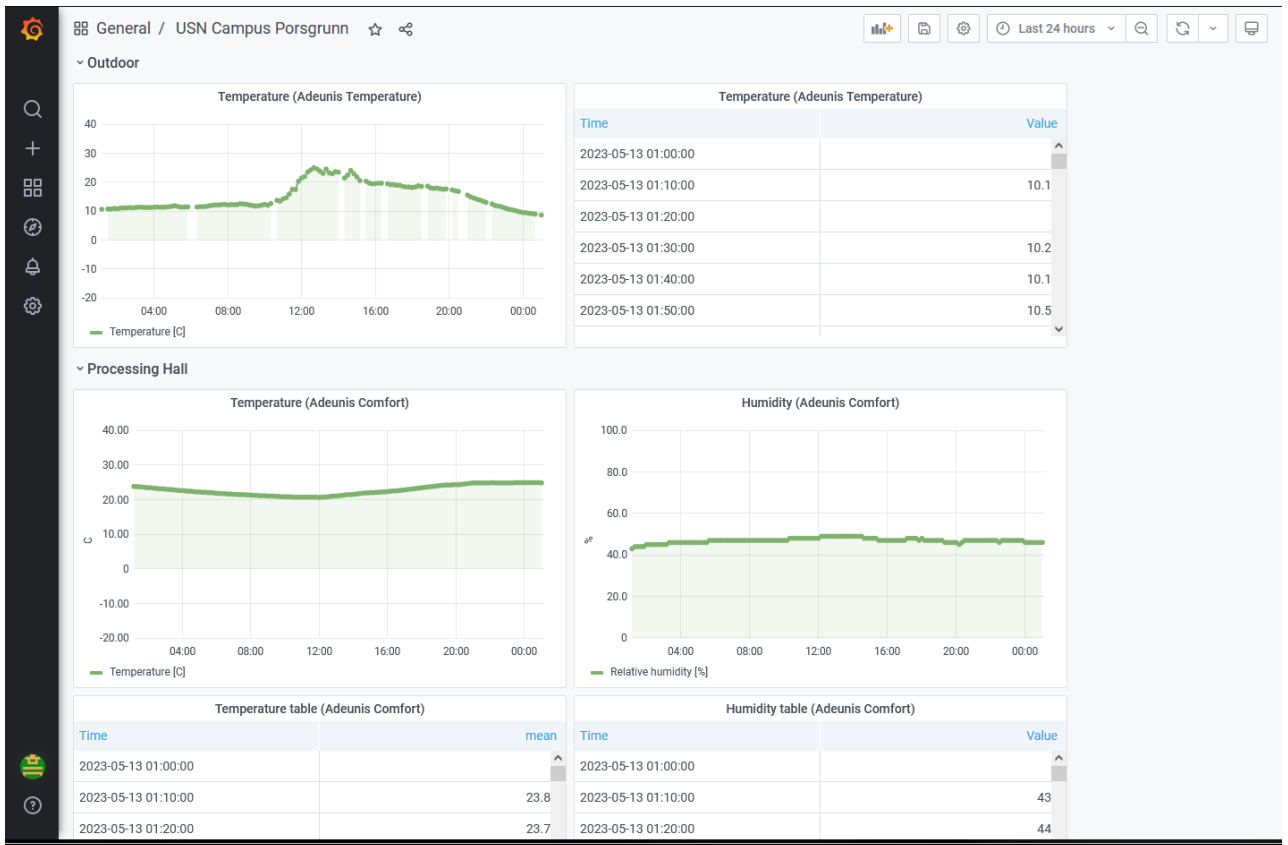 General / USN Campus Porsgrunn
Last 24 hours
Outdoor
Temperature (Adeunis Temperature)
40
30
20
10
0
-10
-20
04:00 08:00 12:00 16:00 20:00 00:00
Temperature [C]
Temperature (Adeunis Temperature)
Time Value
2023-05-13 01:00:00
2023-05-13 01:10:00 10.1
2023-05-13 01:20:00
2023-05-13 01:30:00 10.2
2023-05-13 01:40:00 10.1
2023-05-13 01:50:00 10.5
Processing Hall
Temperature (Adeunis Comfort)
40.00
30.00
20.00
10.00
0
-10.00
-20.00
C
04:00 08:00 12:00 16:00 20:00 00:00
Temperature [C]
Humidity (Adeunis Comfort)
100.0
80.0
60.0
40.0
20.0
0
%
04:00 08:00 12:00 16:00 20:00 00:00
Relative humidity [%]
Temperature table (Adeunis Comfort)
Time mean
2023-05-13 01:00:00
2023-05-13 01:10:00 23.8
2023-05-13 01:20:00 23.7
Humidity table (Adeunis Comfort)
Time Value
2023-05-13 01:00:00
2023-05-13 01:10:00 43
2023-05-13 01:20:00 44